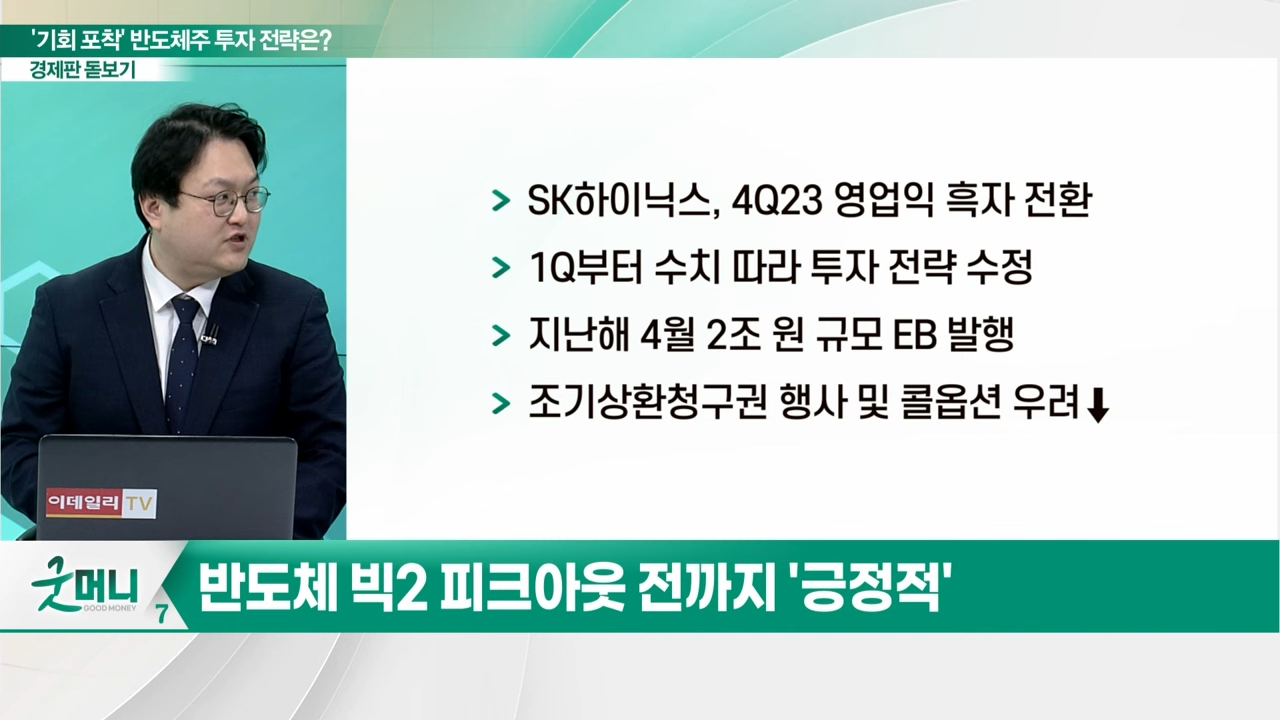 '기회 포착' 반도체주 투자 전략은?
경제판 돋보기
> SK하이닉스, 4Q23 영업익 흑자 전환
> 1Q부터 수치 따라 투자 전략 수정
> 지난해 4월 2조 원 규모 EB 발행
> 조기상환청구권 행사 및 콜옵션 우려⬇
이데일리TV
굿머니
GOOD MONEY
7
반도체 빅2 피크아웃 전까지 '긍정적'